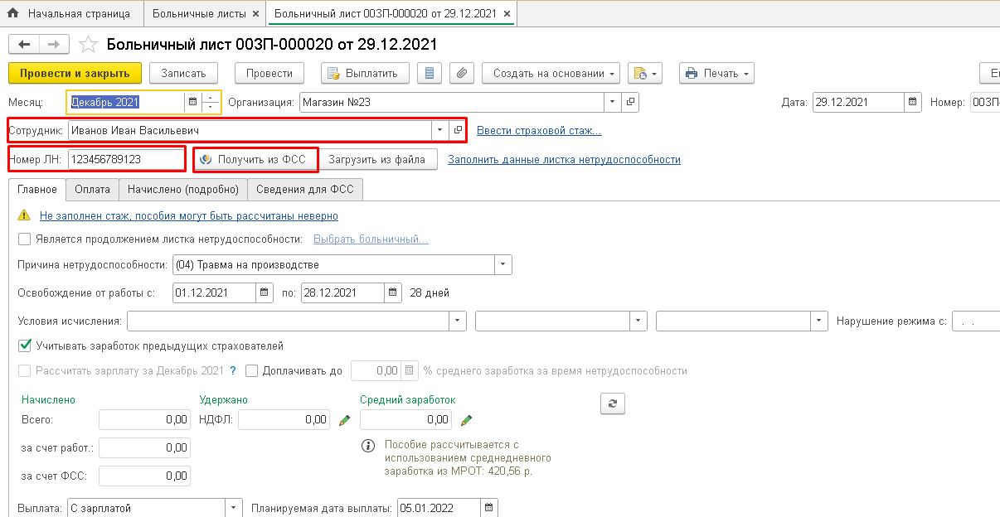 Начальная страница Больничные листы × Больничный лист 00ЗП-000020 от 29.12.2021 ×
Больничный лист 00ЗП-000020 от 29.12.2021
Провести и закрыть Записать Провести Выплатить Создать на основании Печать
Месяц: Декабрь 2021 Организация: Магазин №23 Дата: 29.12.2021 Номер: 00ЗП-
Сотрудник: Иванов Иван Васильевич Ввести страховой стаж...
Номер ЛН: 123456789123 Получить из ФСС Загрузить из файла Заполнить данные листка нетрудоспособности
Главное Оплата Начислено (подробно) Сведения для ФСС
Не заполнен стаж, пособия могут быть рассчитаны неверно
Является продолжением листка нетрудоспособности: Выбрать больничный...
Причина нетрудоспособности: (04) Травма на производстве
Освобождение от работы с: 01.12.2021 по: 28.12.2021 28 дней
Условия исчисления: Нарушение режима с: . .
Учитывать заработок предыдущих страхователей
Рассчитать зарплату за Декабрь 2021 ? Доплачивать до 0,00 % среднего заработка за время нетрудоспособности
Начислено Удержано Средний заработок
Всего: 0,00 НДФЛ: 0,00 0,00
за счет работ.: 0,00 Пособие рассчитывается с
использованием среднедневного
заработка из МРОТ: 420,56 р.
за счет ФСС: 0,00
Выплата: С зарплатой Планируемая дата выплаты: 05.01.2022